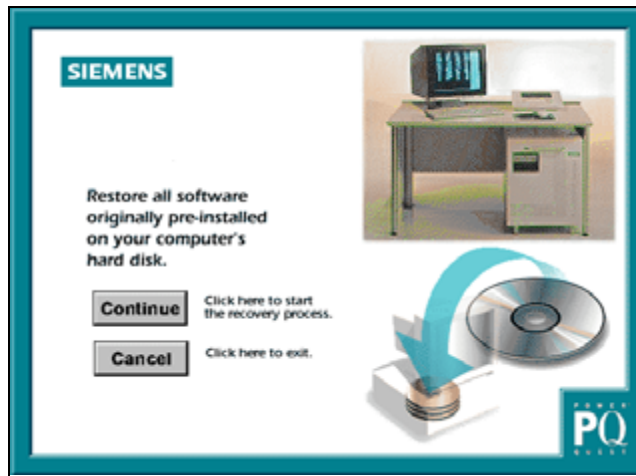 SIEMENS
Restore all software
originally pre-installed
on your computer's
hard disk.
Continue
Click here to start
the recovery process.
Cancel
Click here to exit.
POWER
PQ
QUEST